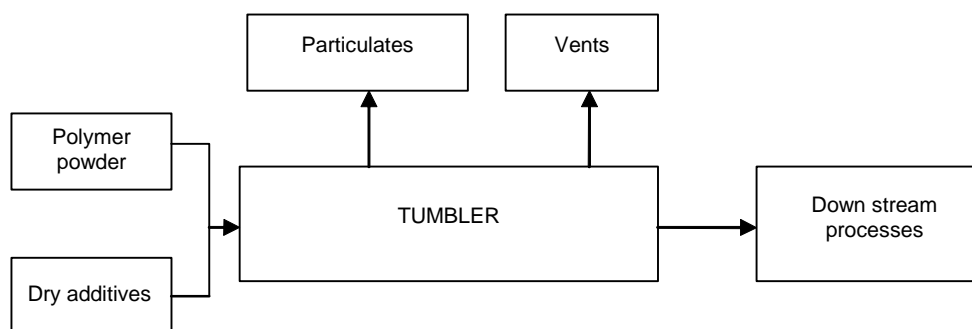 Particulates
Vents
Polymer
powder
TUMBLER
Down stream
processes
Dry additives